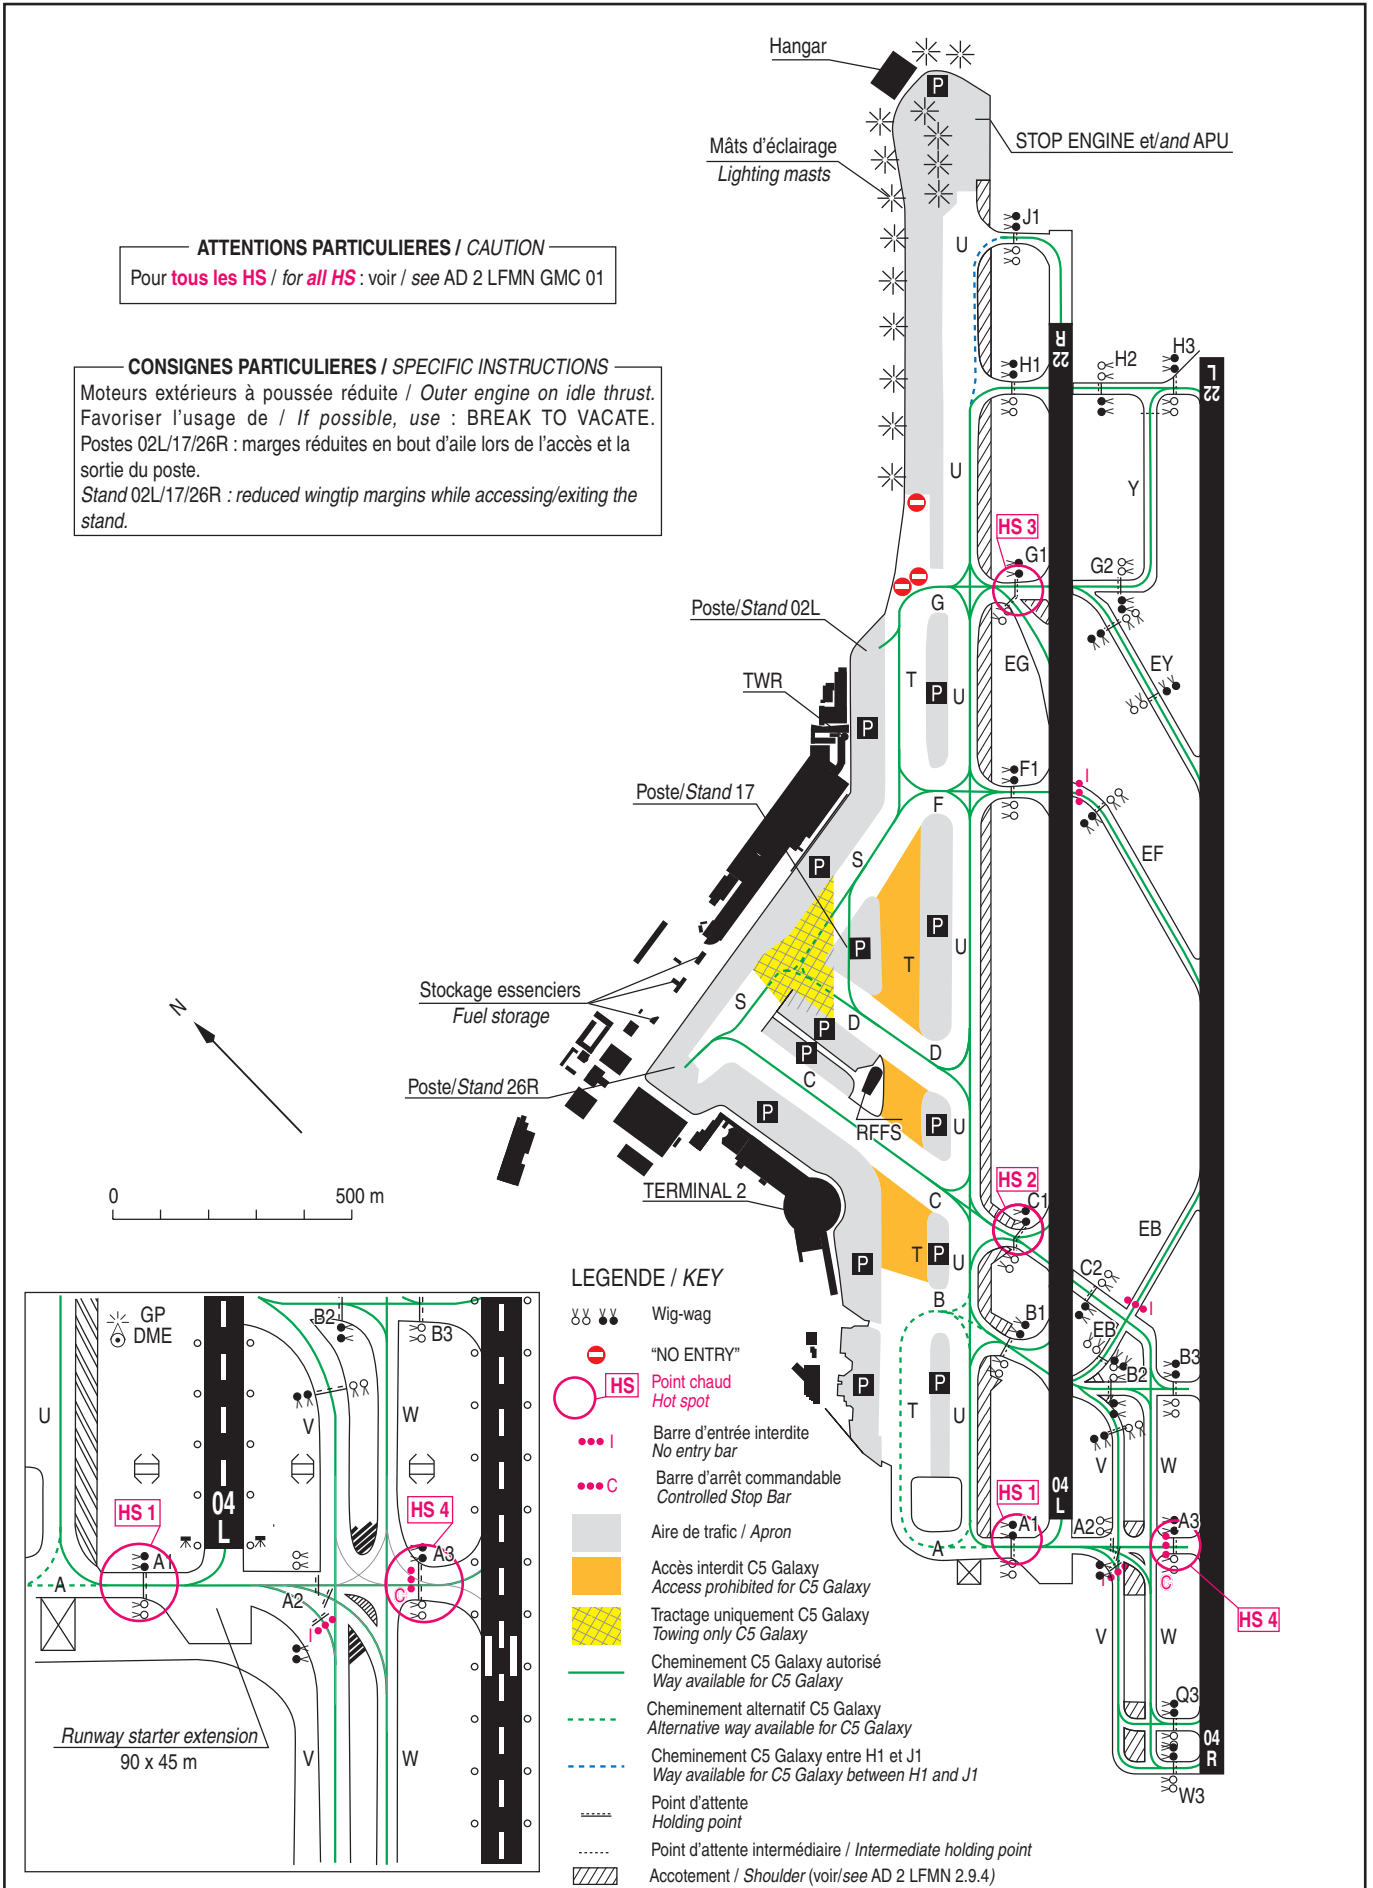 Hangar
P
Mâts d'éclairage
Lighting masts
STOP ENGINE et/and APU
ATTENTIONS PARTICULIERES / CAUTION
Pour tous les HS / for all HS : voir / see AD 2 LFMN GMC 01
CONSIGNES PARTICULIERES / SPECIFIC INSTRUCTIONS
Moteurs extérieurs à poussée réduite / Outer engine on idle thrust.
Favoriser l'usage de / If possible, use : BREAK TO VACATE.
Postes 02L/17/26R : marges réduites en bout d'aile lors de l'accès et la
sortie du poste.
Stand 02L/17/26R : reduced wingtip margins while accessing/exiting the
stand.
J1
U
22
R
H1
H2
H3
22
L
U
Y
HS 3
G1
G2
Poste/Stand 02L
G
EG
EY
TWR
T
P
U
P
F1
I
Poste/Stand 17
F
S
EF
P
P
P
U
T
Stockage essenciers
Fuel storage
S
P
D
D
P
C
N
Poste/Stand 26R
P
RFFS
P
U
TERMINAL 2
HS 2
C1
C
EB
0
500 m
T
P
U
P
C2
I
B
B1
EB
B2
B3
P
P
T
U
V
W
HS 1
04
L
A1
A2
A3
A
I
C
HS 4
V
W
Q3
04
R
W3
GP
DME
B2
B3
U
V
W
HS 1
04
L
HS 4
A1
A3
A
A2
C
I
Runway starter extension
90 x 45 m
V
W
LEGENDE / KEY
Wig-wag
“NO ENTRY”
HS
Point chaud
Hot spot
I
Barre d'entrée interdite
No entry bar
C
Barre d'arrêt commandable
Controlled Stop Bar
Aire de trafic / Apron
Accès interdit C5 Galaxy
Access prohibited for C5 Galaxy
Tractage uniquement C5 Galaxy
Towing only C5 Galaxy
Cheminement C5 Galaxy autorisé
Way available for C5 Galaxy
Cheminement alternatif C5 Galaxy
Alternative way available for C5 Galaxy
Cheminement C5 Galaxy entre H1 et J1
Way available for C5 Galaxy between H1 and J1
Point d'attente
Holding point
Point d'attente intermédiaire / Intermediate holding point
Accotement / Shoulder (voir/see AD 2 LFMN 2.9.4)